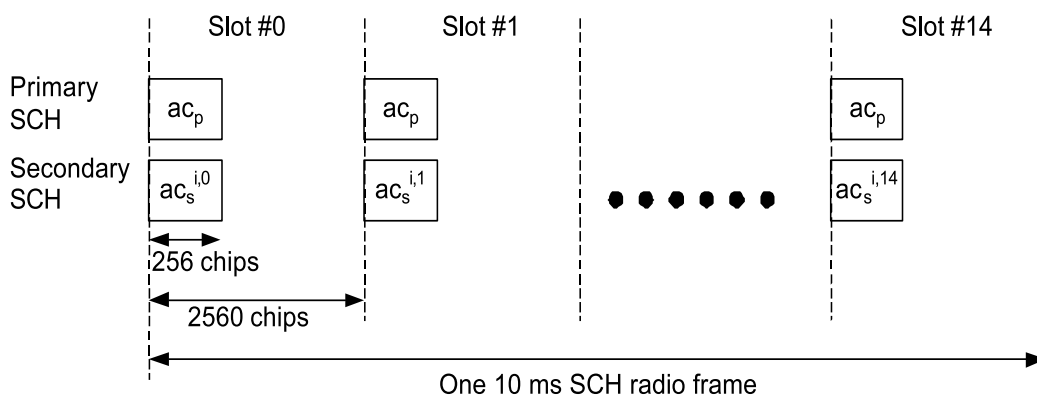 Slot #0 Slot #1 Slot #14
Primary SCH ac_p ac_p ac_p
Secondary SCH ac_s^i,0 ac_s^i,1 ac_s^i,14
256 chips
2560 chips
One 10 ms SCH radio frame